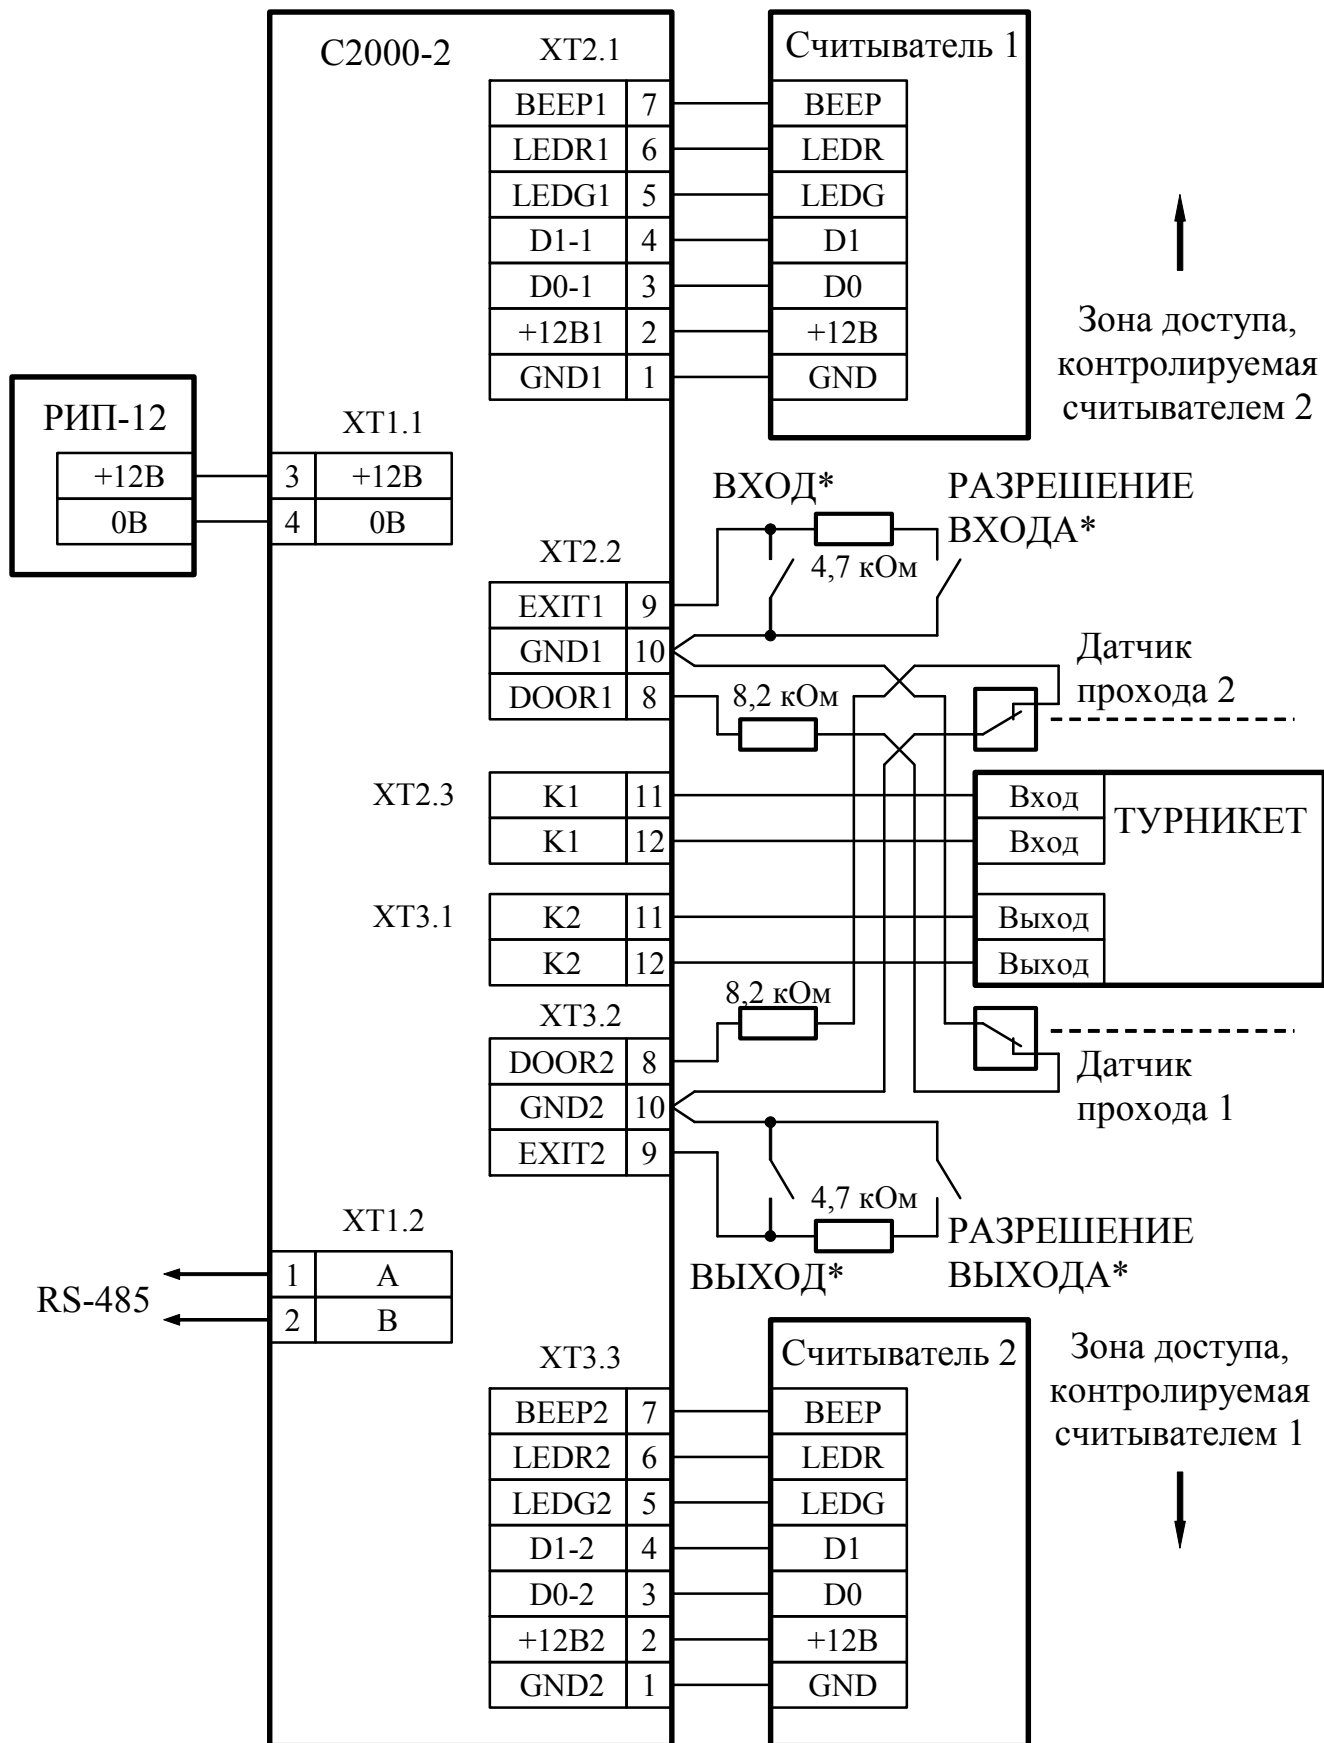 С2000-2
XT2.1
BEEP1 7
LEDR1 6
LEDG1 5
D1-1 4
D0-1 3
+12В1 2
GND1 1
Считыватель 1
BEEP
LEDR
LEDG
D1
D0
+12В
GND
Зона доступа,
контролируемая
считывателем 2
РИП-12
+12В
0В
XT1.1
3 +12В
4 0В
ВХОД*
РАЗРЕШЕНИЕ
ВХОДА*
4,7 кОм
XT2.2
EXIT1 9
GND1 10
DOOR1 8
8,2 кОм
Датчик
прохода 2
XT2.3
K1 11
K1 12
Вход
Вход
ТУРНИКЕТ
XT3.1
K2 11
K2 12
Выход
Выход
8,2 кОм
XT3.2
DOOR2 8
GND2 10
EXIT2 9
Датчик
прохода 1
4,7 кОм
ВЫХОД*
РАЗРЕШЕНИЕ
ВЫХОДА*
XT1.2
1 A
2 B
RS-485
XT3.3
BEEP2 7
LEDR2 6
LEDG2 5
D1-2 4
D0-2 3
+12В2 2
GND2 1
Считыватель 2
BEEP
LEDR
LEDG
D1
D0
+12В
GND
Зона доступа,
контролируемая
считывателем 1